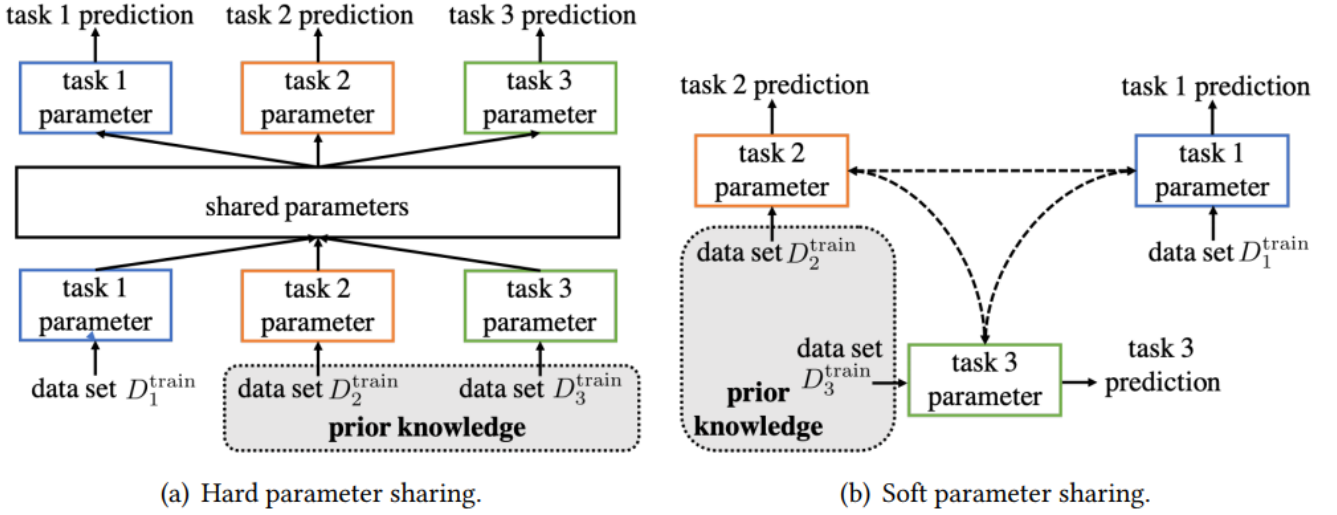 task 1 prediction task 2 prediction task 3 prediction
task 1
parameter
task 2
parameter
task 3
parameter
shared parameters
task 1
parameter
task 2
parameter
task 3
parameter
data set D_1^train
data set D_2^train
data set D_3^train
prior knowledge
(a) Hard parameter sharing.
task 2 prediction
task 1 prediction
task 2
parameter
task 1
parameter
data set D_2^train
data set D_1^train
data set
D_3^train
prior
knowledge
task 3
parameter
task 3
prediction
(b) Soft parameter sharing.